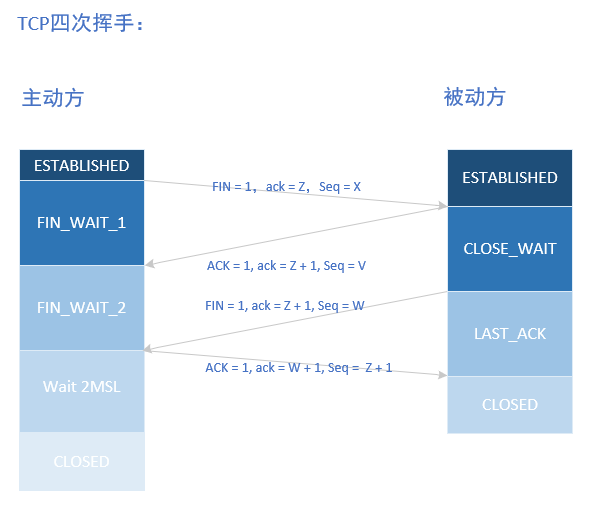 TCP四次挥手：
主动方
被动方
ESTABLISHED
ESTABLISHED
FIN = 1， ack = Z， Seq = X
FIN_WAIT_1
CLOSE_WAIT
ACK = 1, ack = Z + 1, Seq = V
FIN_WAIT_2
FIN = 1, ack = Z + 1, Seq = W
LAST_ACK
ACK = 1, ack = W + 1, Seq = Z + 1
Wait 2MSL
CLOSED
CLOSED